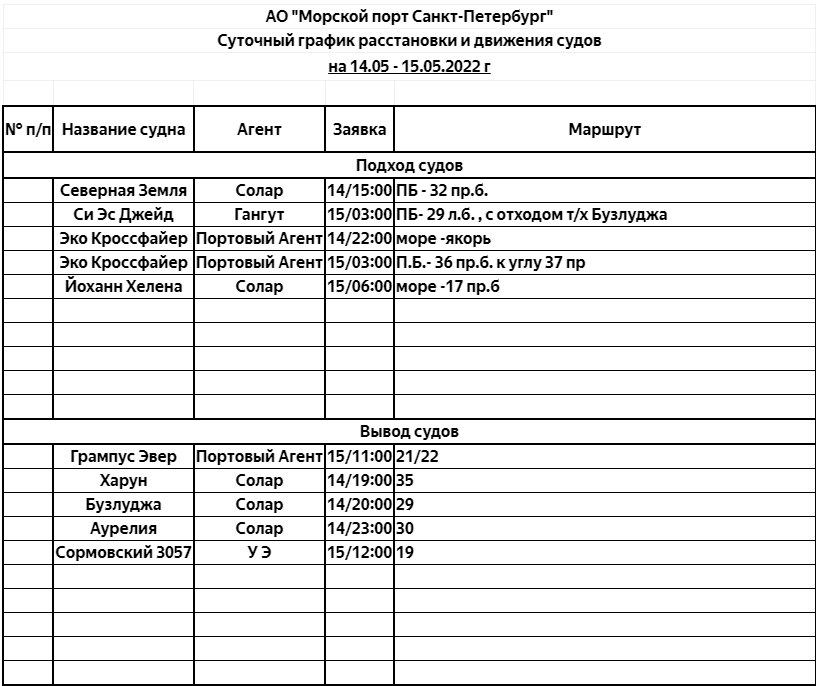 АО "Морской порт Санкт-Петербург"
Суточный график расстановки и движения судов
на 14.05 - 15.05.2022 г
№ п/п Название судна Агент Заявка Маршрут
Подход судов
Северная Земля Солар 14/15:00 ПБ - 32 пр.б.
Си Эс Джейд Гангут 15/03:00 ПБ- 29 л.б. , с отходом т/х Бузлуджа
Эко Кроссфайер Портовый Агент 14/22:00 море -якорь
Эко Кроссфайер Портовый Агент 15/03:00 П.Б.- 36 пр.б. к углу 37 пр
Йоханн Хелена Солар 15/06:00 море -17 пр.б
Вывод судов
Грампус Эвер Портовый Агент 15/11:00 21/22
Харун Солар 14/19:00 35
Бузлуджа Солар 14/20:00 29
Аурелия Солар 14/23:00 30
Сормовский 3057 У Э 15/12:00 19